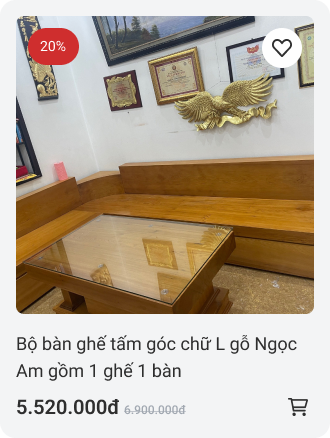 20%
Bộ bàn ghế tấm góc chữ L gỗ Ngọc
Am gồm 1 ghế 1 bàn
5.520.000đ 6.900.000đ